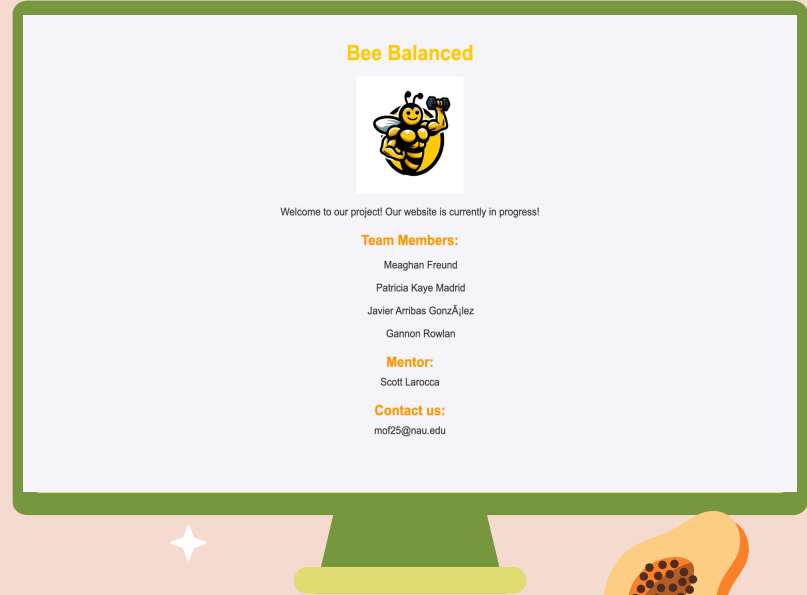 Bee Balanced
Welcome to our project! Our website is currently in progress!
Team Members:
Meaghan Freund
Patricia Kaye Madrid
Javier Arribas GonzÃ¡lez
Gannon Rowlan
Mentor:
Scott Larocca
Contact us:
mof25@nau.edu